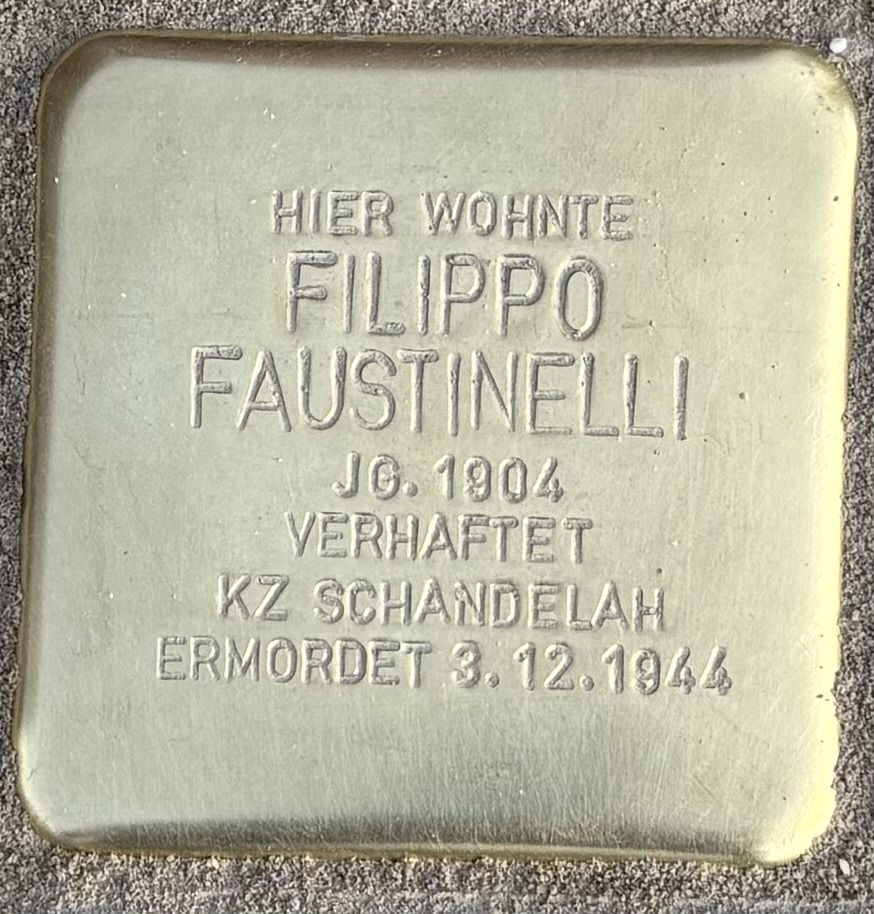 HIER WOHNTE
FILIPPO
FAUSTINELLI
JG. 1904
VERHAFTET
KZ SCHANDELAH
ERMORDET 3.12.1944